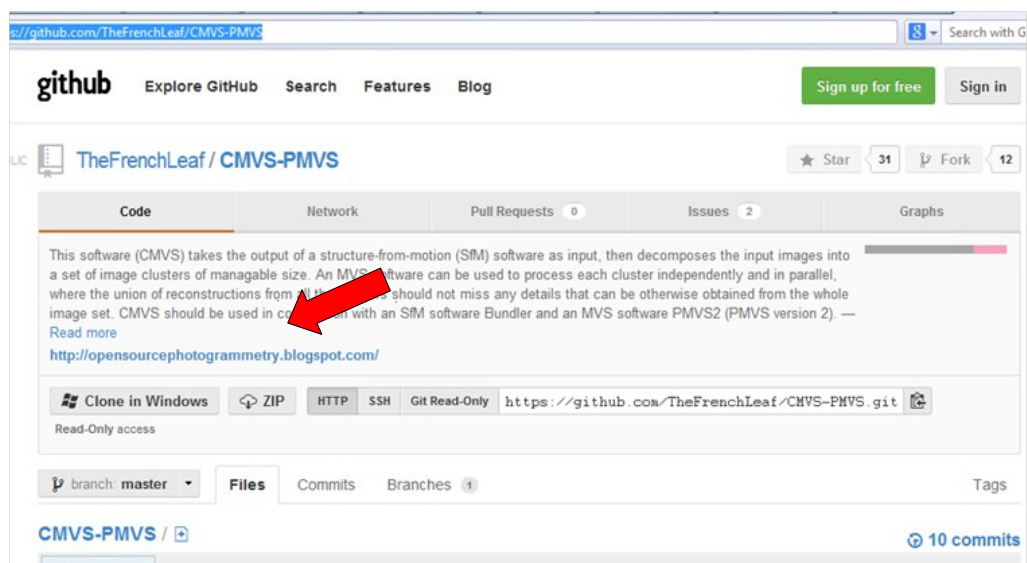 s://github.com/TheFrenchLeaf/CMVS-PMVS
8 Search with G
github Explore GitHub Search Features Blog Sign up for free Sign in
LIC TheFrenchLeaf / CMVS-PMVS Star 31 Fork 12
Code Network Pull Requests 0 Issues 2 Graphs
This software (CMVS) takes the output of a structure-from-motion (SfM) software as input, then decomposes the input images into
a set of image clusters of managable size. An MVS software can be used to process each cluster independently and in parallel,
where the union of reconstructions from all should not miss any details that can be otherwise obtained from the whole
image set. CMVS should be used in with an SfM software Bundler and an MVS software PMVS2 (PMVS version 2). —
Read more
http://opensourcephotogrammetry.blogspot.com/
Clone in Windows ZIP HTTP SSH Git Read-Only https://github.com/TheFrenchLeaf/CMVS-PMVS.git
Read-Only access
branch: master Files Commits Branches 1 Tags
CMVS-PMVS /
10 commits